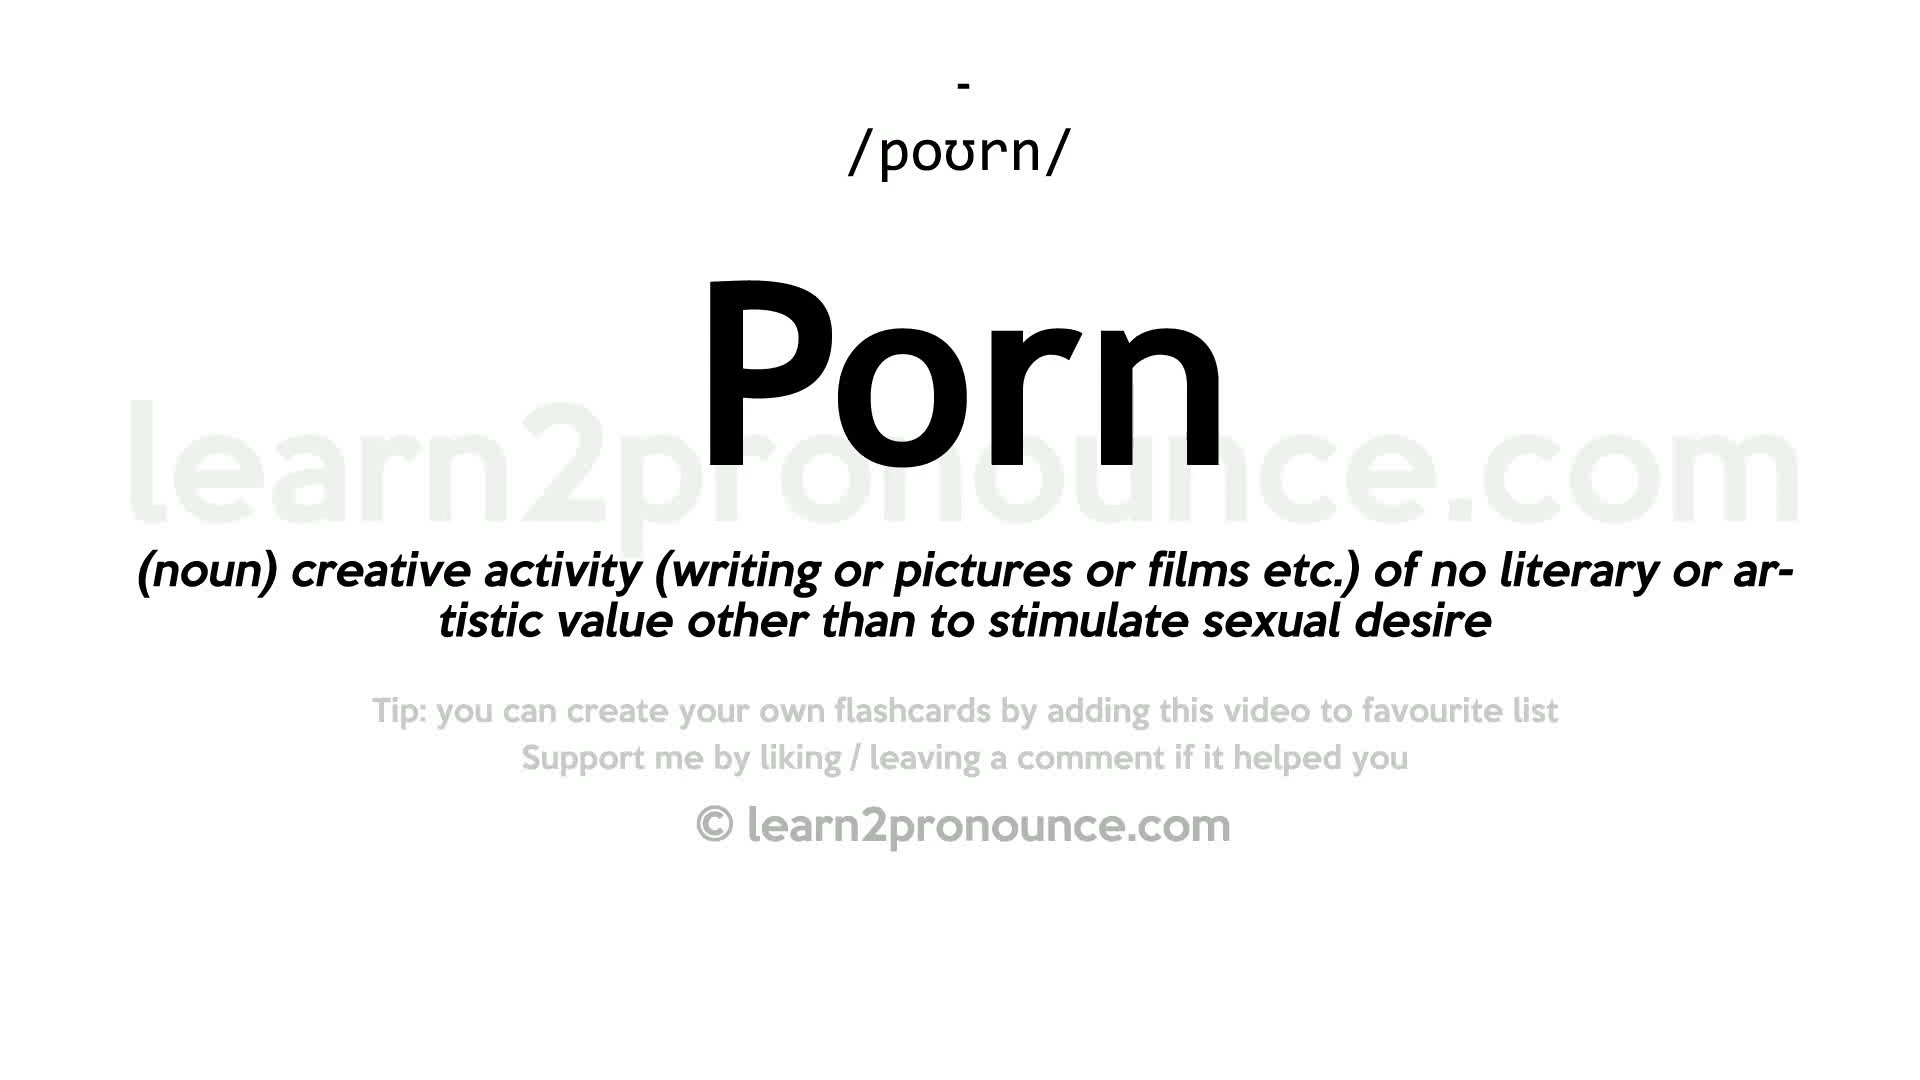 -
/poʊrn/
Porn
learn2pronounce.com
(noun) creative activity (writing or pictures or films etc.) of no literary or ar-
tistic value other than to stimulate sexual desire
Tip: you can create your own flashcards by adding this video to favourite list
Support me by liking / leaving a comment if it helped you
© learn2pronounce.com